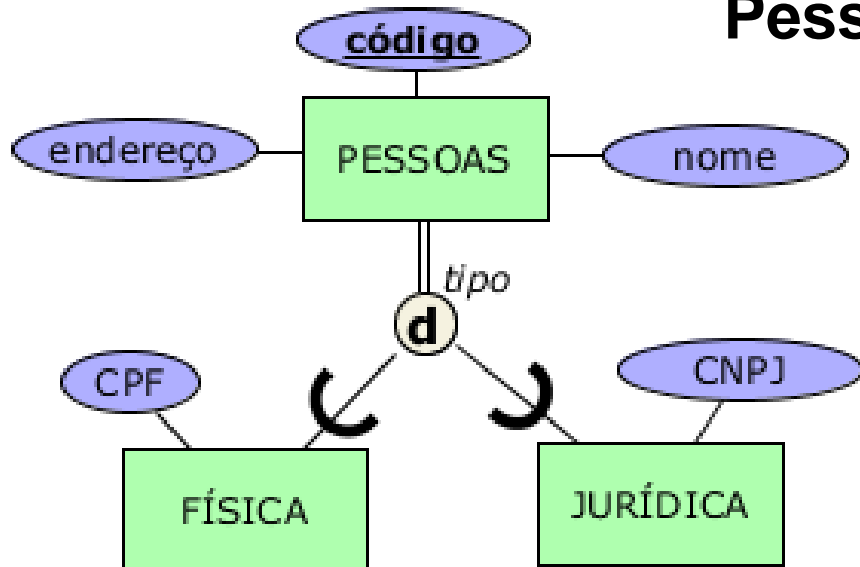 Pess
código
endereço
PESSOAS
nome
tipo
d
CPF
CNPJ
FÍSICA
JURÍDICA